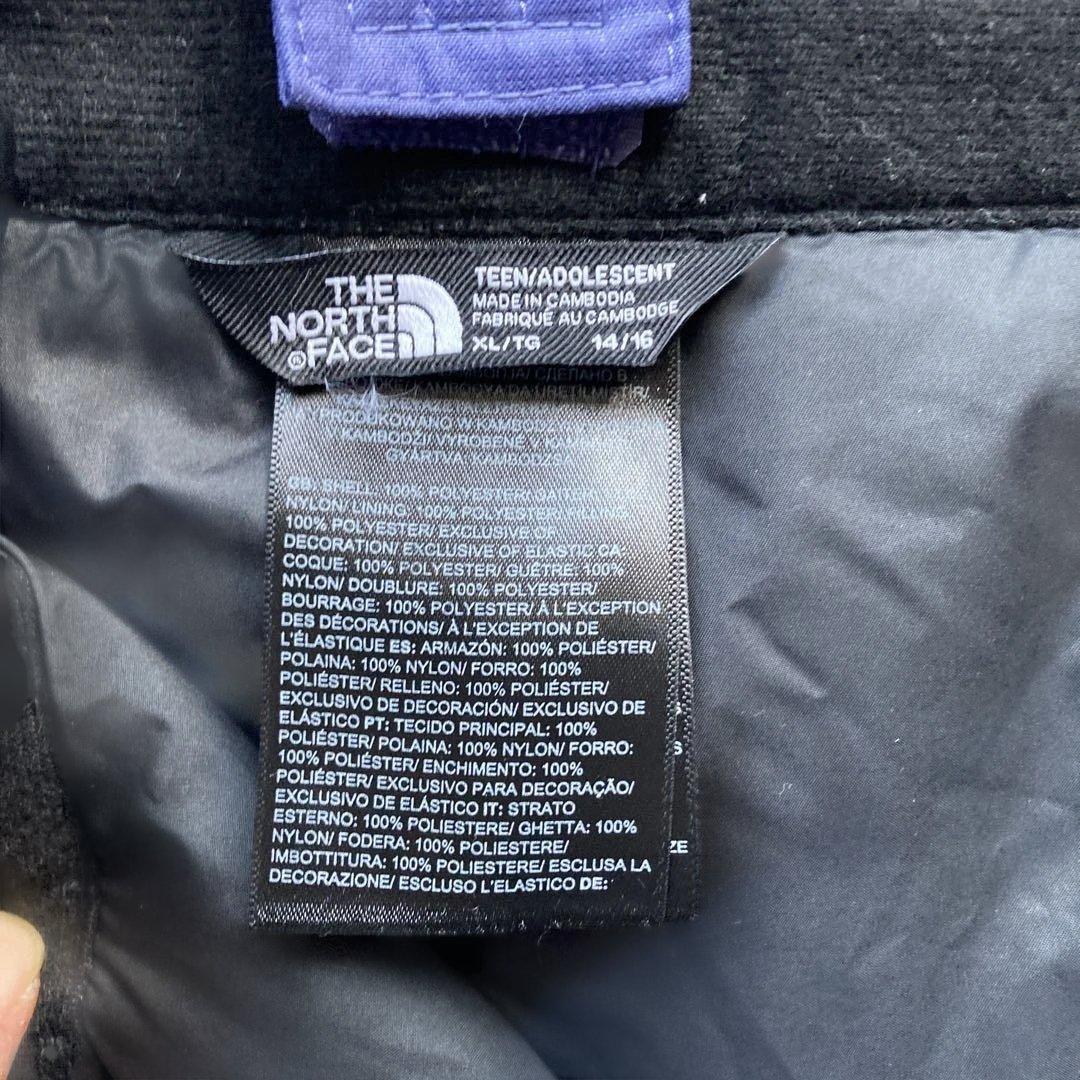 THE
NORTH
FACE
®
TEEN/ADOLESCENT
MADE IN CAMBODIA
FABRIQUÉ AU CAMBODGE
XL/TG 14/16
СДЕЛАНО В
PRODUKOWANO W
VYROBENÉ V
GB: SHELL: 100% POLYESTER/
NYLON/ LINING: 100% POLYESTER/
100% POLYESTER/ EXCLUSIVE OF
DECORATION/ EXCLUSIVE OF ELASTIC CA:
COQUE: 100% POLYESTER/ GUÊTRE: 100%
NYLON/ DOUBLURE: 100% POLYESTER/
BOURRAGE: 100% POLYESTER/ À L'EXCEPTION
DES DÉCORATIONS/ À L'EXCEPTION DE
L'ÉLASTIQUE ES: ARMAZÓN: 100% POLIÉSTER/
POLAINA: 100% NYLON/ FORRO: 100%
POLIÉSTER/ RELLENO: 100% POLIÉSTER/
EXCLUSIVO DE DECORACIÓN/ EXCLUSIVO DE
ELÁSTICO PT: TECIDO PRINCIPAL: 100%
POLIÉSTER/ POLAINA: 100% NYLON/ FORRO:
100% POLIÉSTER/ ENCHIMENTO: 100%
POLIÉSTER/ EXCLUSIVO PARA DECORAÇÃO/
EXCLUSIVO DE ELÁSTICO IT: STRATO
ESTERNO: 100% POLIESTERE/ GHETTA: 100%
NYLON/ FODERA: 100% POLIESTERE/
IMBOTTITURA: 100% POLIESTERE/ ESCLUSA LA
DECORAZIONE/ ESCLUSO L'ELASTICO DE:
S
ZE